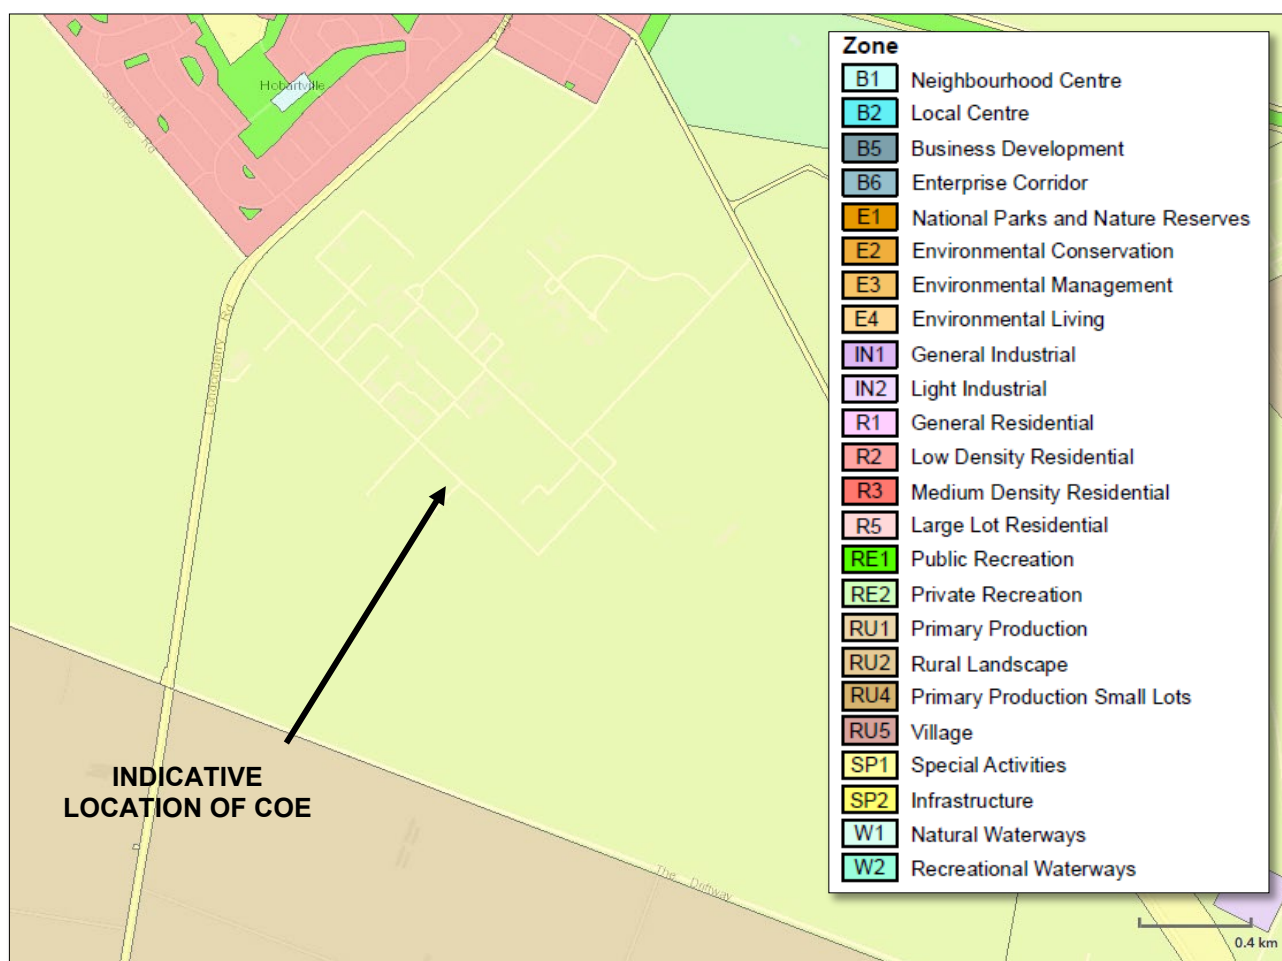 Hobartville
Southee Rd
Londonderry Rd
The Driftway
INDICATIVE
LOCATION OF COE
Zone
B1 Neighbourhood Centre
B2 Local Centre
B5 Business Development
B6 Enterprise Corridor
E1 National Parks and Nature Reserves
E2 Environmental Conservation
E3 Environmental Management
E4 Environmental Living
IN1 General Industrial
IN2 Light Industrial
R1 General Residential
R2 Low Density Residential
R3 Medium Density Residential
R5 Large Lot Residential
RE1 Public Recreation
RE2 Private Recreation
RU1 Primary Production
RU2 Rural Landscape
RU4 Primary Production Small Lots
RU5 Village
SP1 Special Activities
SP2 Infrastructure
W1 Natural Waterways
W2 Recreational Waterways
0.4 km